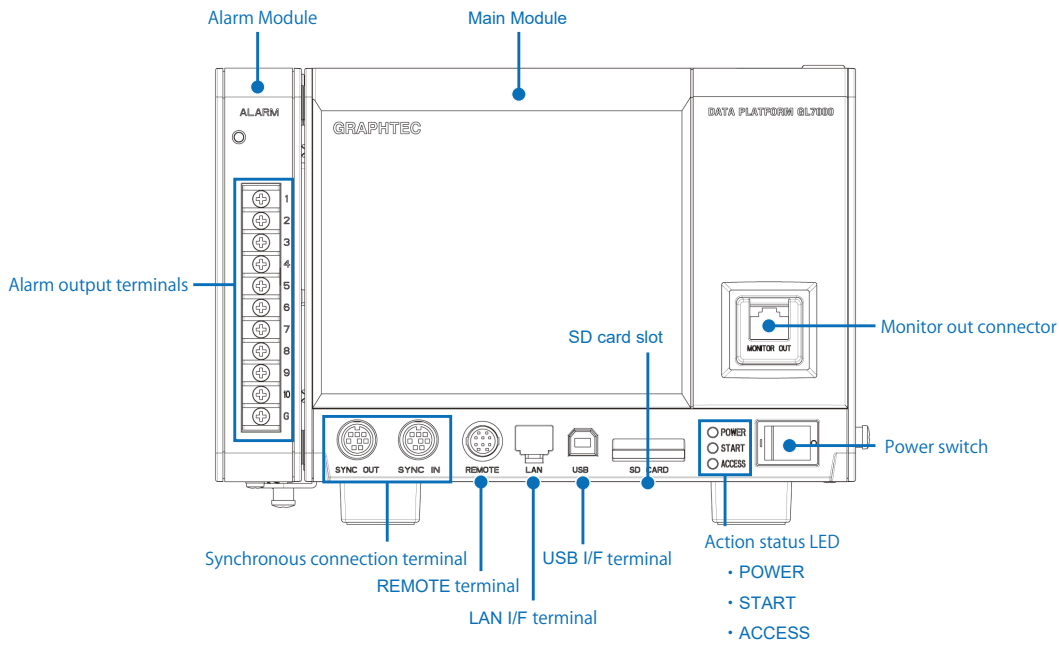 Alarm Module
Main Module
ALARM
GRAPHTEC
DATA PLATFORM GL7000
1
2
3
4
5
6
7
8
9
10
G
Alarm output terminals
SD card slot
MONITOR OUT
Monitor out connector
POWER
START
ACCESS
Power switch
SYNC OUT
SYNC IN
REMOTE
LAN
USB
SD CARD
Synchronous connection terminal
REMOTE terminal
LAN I/F terminal
USB I/F terminal
Action status LED
・POWER
・START
・ACCESS